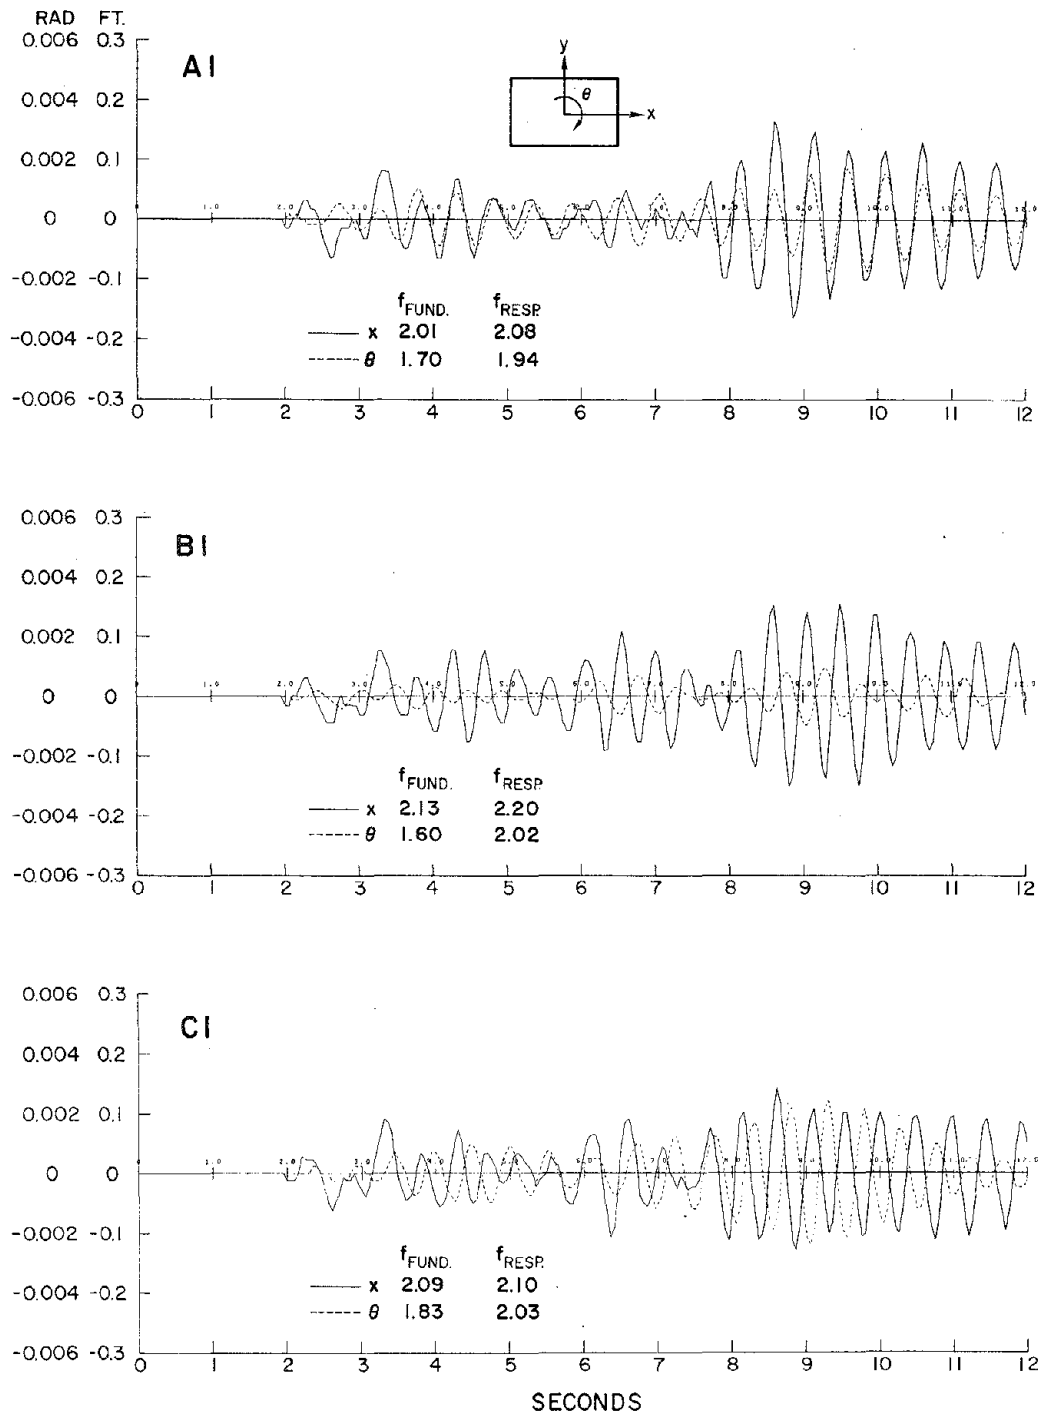 RAD FT.
0.006 0.3
A1
y
θ
x
0.004 0.2
0.002 0.1
0 0
-0.002 -0.1
-0.004 -0.2
-0.006 -0.3
fFUND. fRESP.
x 2.01 2.08
θ 1.70 1.94
0 1 2 3 4 5 6 7 8 9 10 11 12
0.006 0.3
B1
0.004 0.2
0.002 0.1
0 0
-0.002 -0.1
-0.004 -0.2
-0.006 -0.3
fFUND. fRESP.
x 2.13 2.20
θ 1.60 2.02
0 1 2 3 4 5 6 7 8 9 10 11 12
0.006 0.3
C1
0.004 0.2
0.002 0.1
0 0
-0.002 -0.1
-0.004 -0.2
-0.006 -0.3
fFUND. fRESP.
x 2.09 2.10
θ 1.83 2.03
0 1 2 3 4 5 6 7 8 9 10 11 12
SECONDS